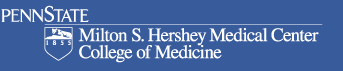 PENNSTATE
1855
Milton S. Hershey Medical Center
College of Medicine